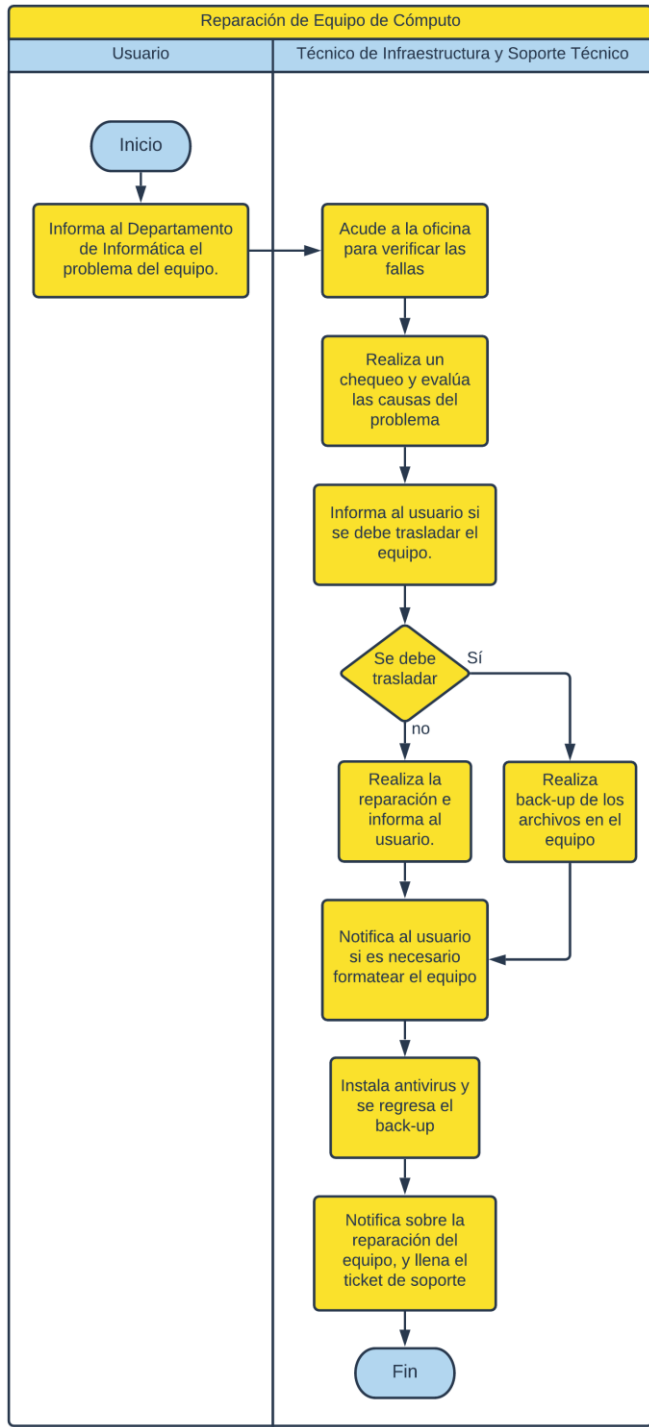 Reparación de Equipo de Cómputo
Usuario
Técnico de Infraestructura y Soporte Técnico
Inicio
Informa al Departamento
de Informática el
problema del equipo.
Acude a la oficina
para verificar las
fallas
Realiza un
chequeo y evalúa
las causas del
problema
Informa al usuario si
se debe trasladar el
equipo.
Se debe
trasladar
Sí
no
Realiza la
reparación e
informa al
usuario.
Realiza
back-up de los
archivos en el
equipo
Notifica al usuario
si es necesario
formatear el equipo
Instala antivirus y
se regresa el
back-up
Notifica sobre la
reparación del
equipo, y llena el
ticket de soporte
Fin